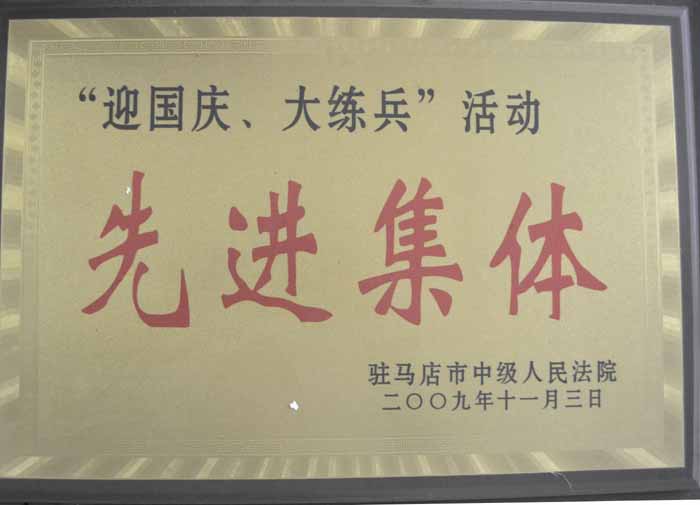 “迎国庆、大练兵”活动
先进集体
驻马店市中级人民法院
二〇〇九年十一月三日